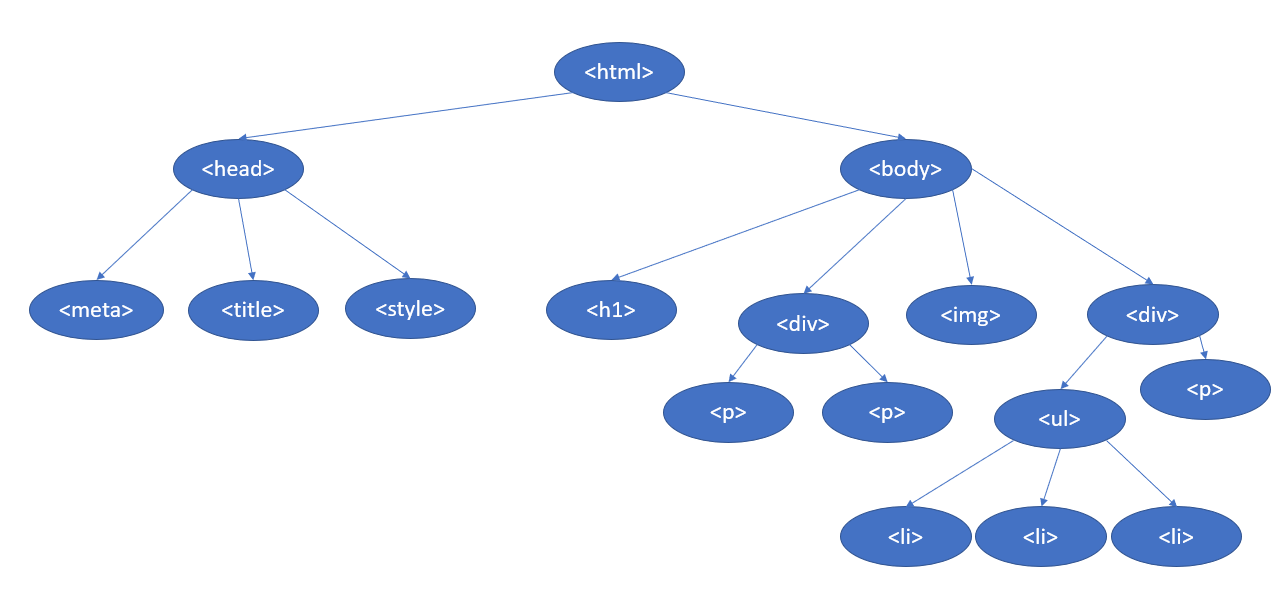 <html>
<head>
<body>
<meta>
<title>
<style>
<h1>
<div>
<img>
<div>
<p>
<p>
<p>
<ul>
<li>
<li>
<li>